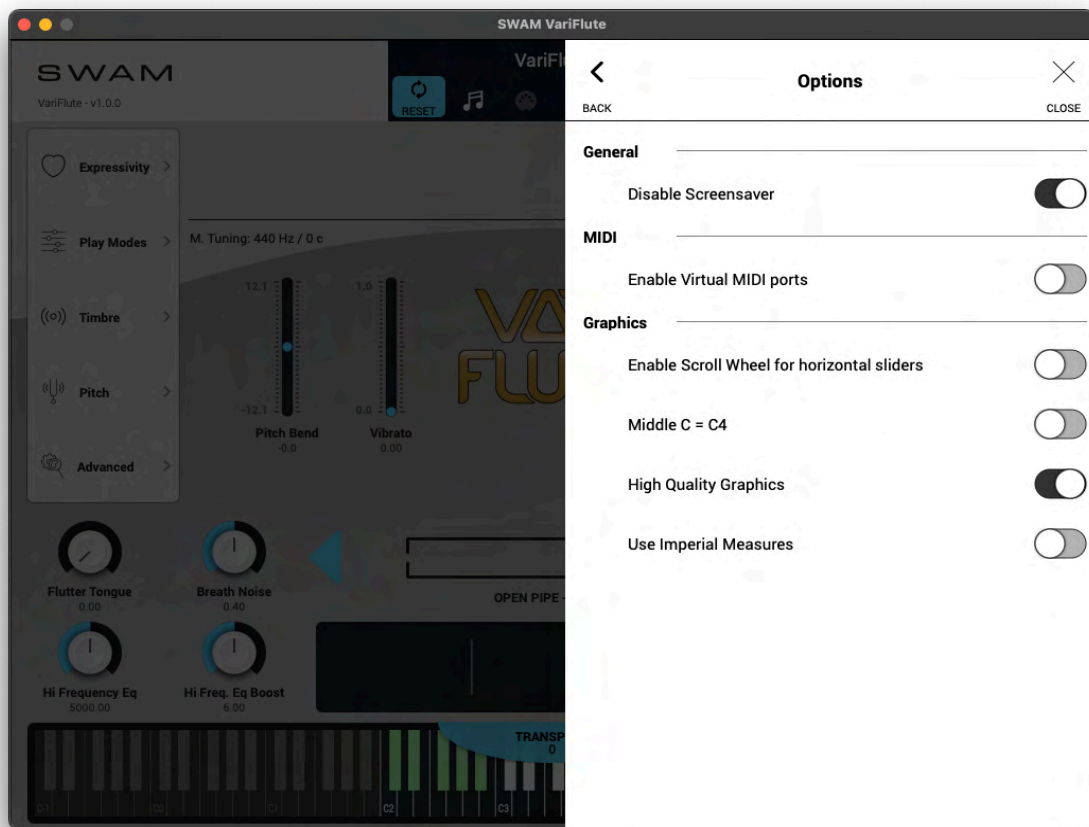 SWAM VariFlute
SWAM
VariFlute - v1.0.0
VariFl
RESET
BACK
Options
CLOSE
General
Disable Screensaver
MIDI
Enable Virtual MIDI ports
Graphics
Enable Scroll Wheel for horizontal sliders
Middle C = C4
High Quality Graphics
Use Imperial Measures
Expressivity
Play Modes
Timbre
Pitch
Advanced
M. Tuning: 440 Hz / 0 c
12.1
-12.1
Pitch Bend
-0.0
1.0
0.0
Vibrato
0.00
FLU
Flutter Tongue
0.00
Breath Noise
0.40
Hi Frequency Eq
5000.00
Hi Freq. Eq Boost
6.00
OPEN PIPE -
TRANSP
0
C-1
C0
C1
C2
C3